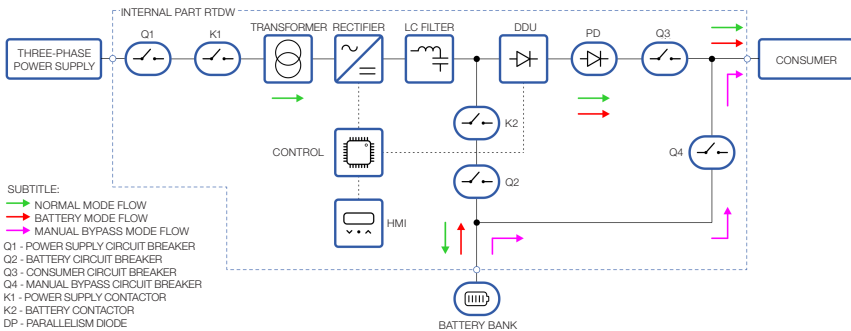 INTERNAL PART RTDW
Q1
K1
TRANSFORMER
RECTIFIER
LC FILTER
DDU
PD
Q3
THREE-PHASE
POWER SUPPLY
CONSUMER
K2
CONTROL
Q4
Q2
HMI
SUBTITLE:
NORMAL MODE FLOW
BATTERY MODE FLOW
MANUAL BYPASS MODE FLOW
Q1 - POWER SUPPLY CIRCUIT BREAKER
Q2 - BATTERY CIRCUIT BREAKER
Q3 - CONSUMER CIRCUIT BREAKER
Q4 - MANUAL BYPASS CIRCUIT BREAKER
K1 - POWER SUPPLY CONTACTOR
K2 - BATTERY CONTACTOR
DP - PARALLELISM DIODE
BATTERY BANK